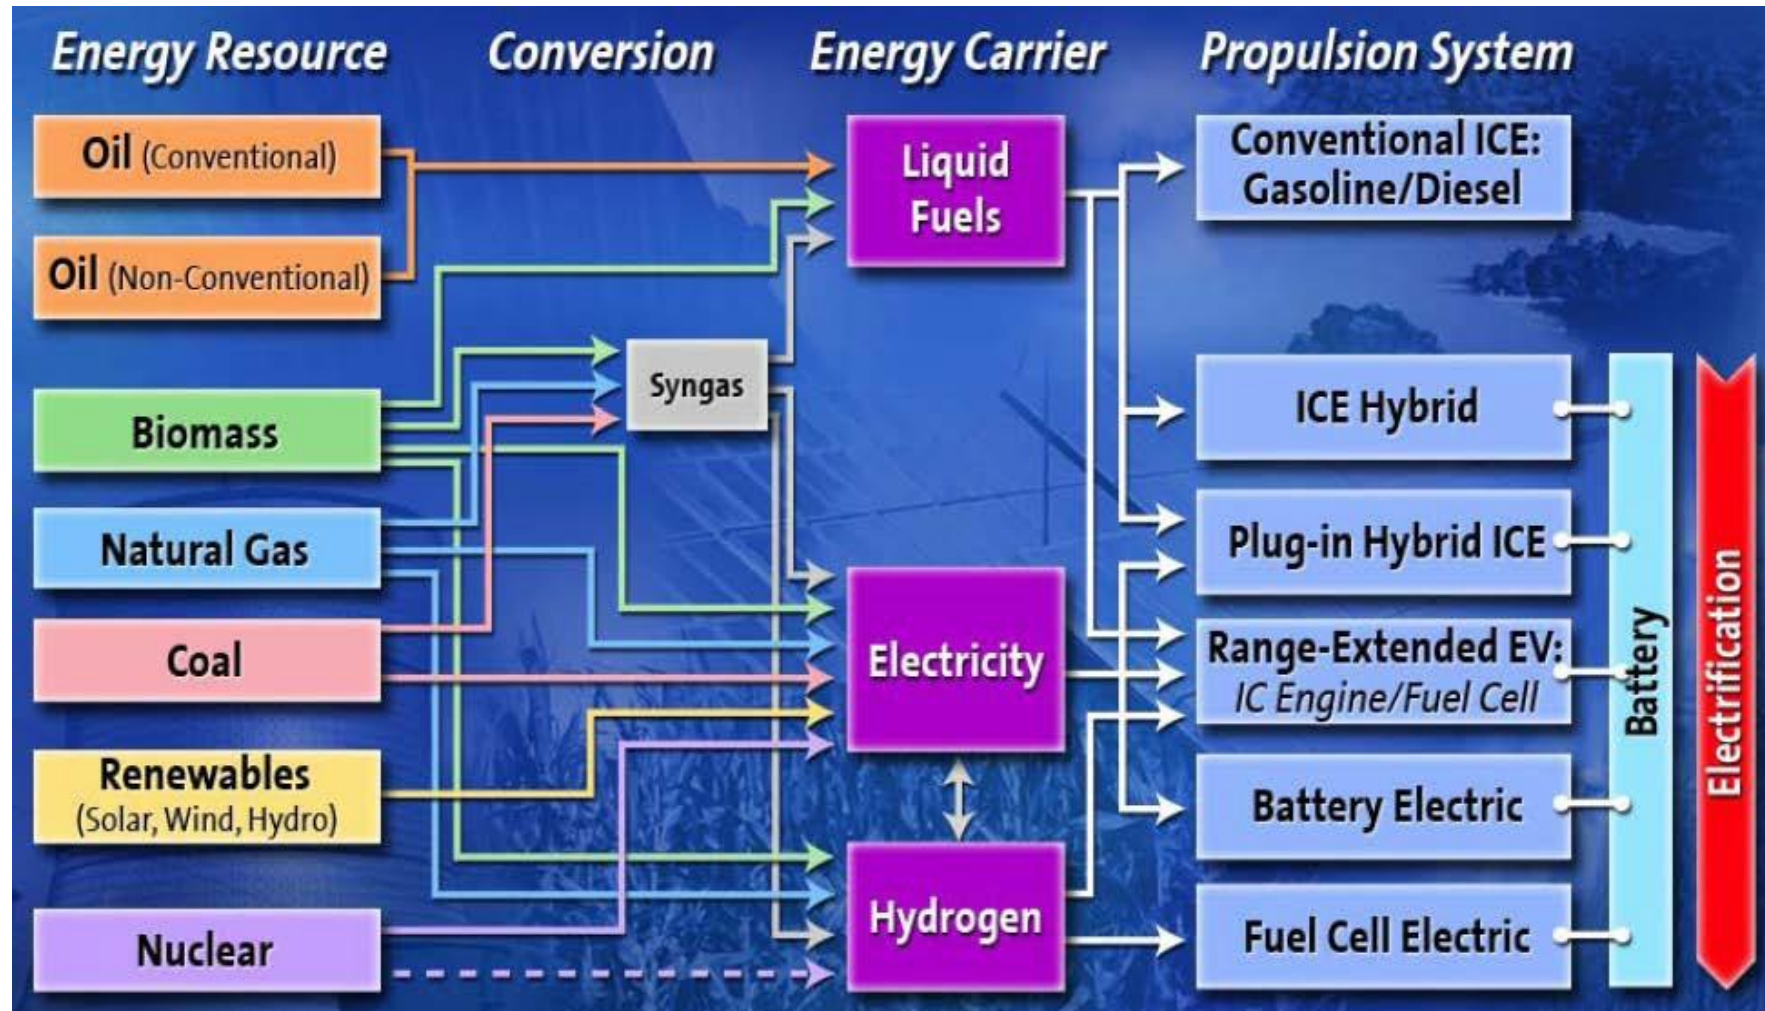 Energy Resource
Conversion
Energy Carrier
Propulsion System
Oil (Conventional)
Oil (Non-Conventional)
Biomass
Natural Gas
Coal
Renewables
(Solar, Wind, Hydro)
Nuclear
Syngas
Liquid
Fuels
Electricity
Hydrogen
Conventional ICE:
Gasoline/Diesel
ICE Hybrid
Plug-in Hybrid ICE
Range-Extended EV:
IC Engine/Fuel Cell
Battery Electric
Fuel Cell Electric
Battery
Electrification